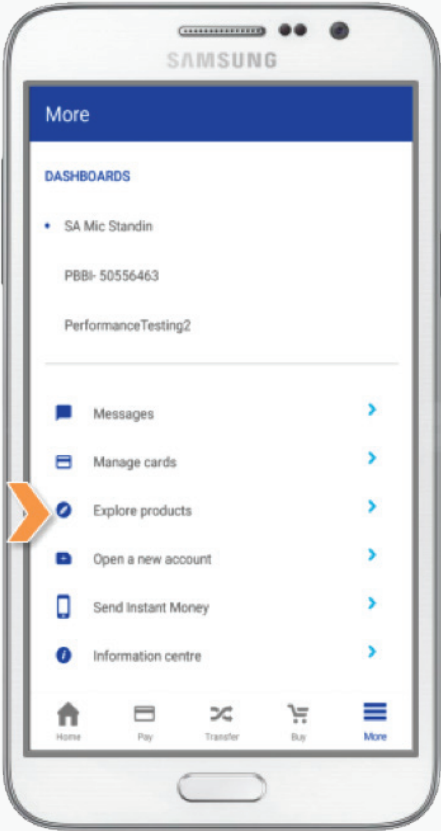 SAMSUNG
More
DASHBOARDS
SA Mic Standin
PBBI- 50556463
PerformanceTesting2
Messages
Manage cards
Explore products
Open a new account
Send Instant Money
Information centre
Home Pay Transfer Buy More